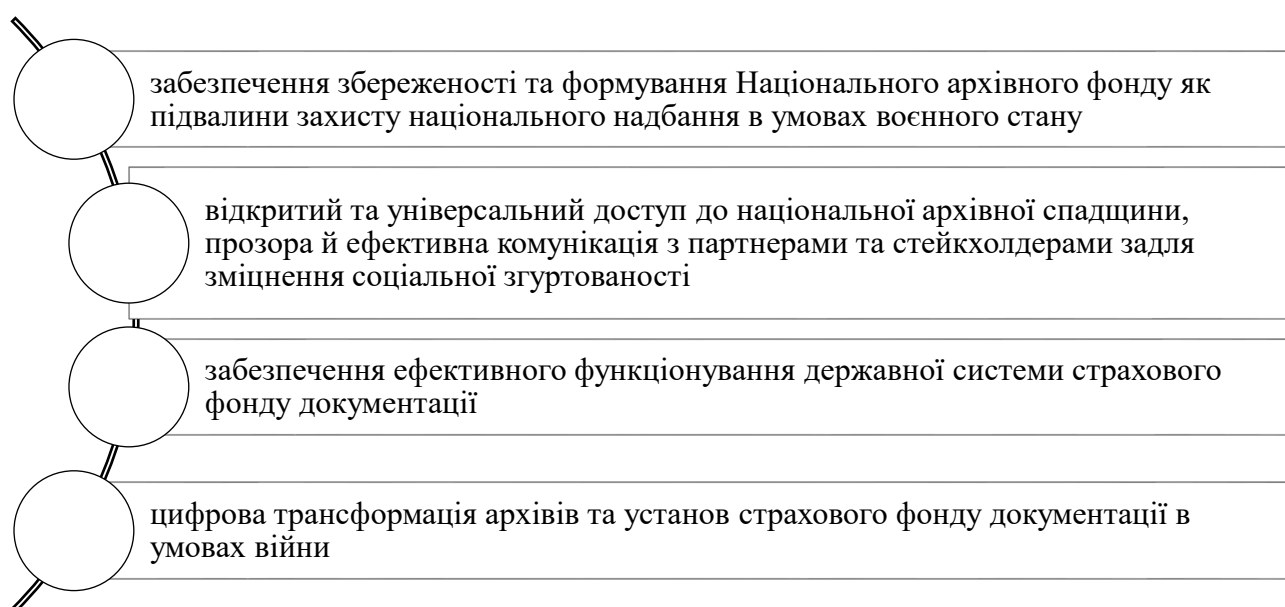 забезпечення збереженості та формування Національного архівного фонду як
підвалини захисту національного надбання в умовах воєнного стану
відкритий та універсальний доступ до національної архівної спадщини,
прозора й ефективна комунікація з партнерами та стейкхолдерами задля
зміцнення соціальної згуртованості
забезпечення ефективного функціонування державної системи страхового
фонду документації
цифрова трансформація архівів та установ страхового фонду документації в
умовах війни